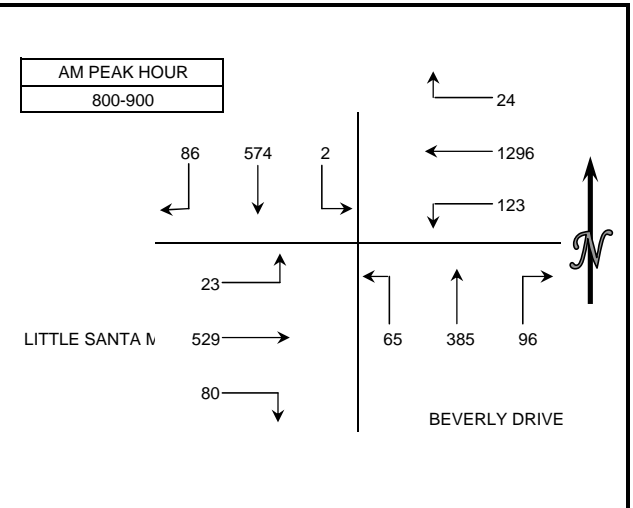 AM PEAK HOUR
800-900
24
86 574 2
1296
123
N
23
LITTLE SANTA M 529
65 385 96
80
BEVERLY DRIVE